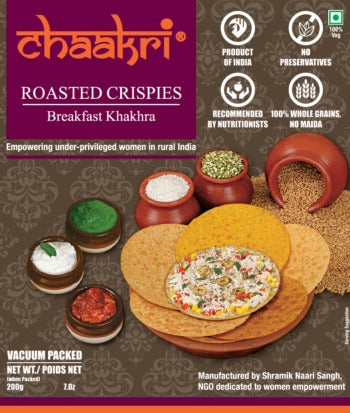 chaakri®
ROASTED CRISPIES
Breakfast Khakhra
Empowering under-privileged women in rural India
PRODUCT
OF INDIA
NO
PRESERVATIVES
100%
Veg
RECOMMENDED
BY NUTRITIONISTS
100% WHOLE GRAINS,
NO MAIDA
Serving Suggestion
VACUUM PACKED
NET WT./ POIDS NET
(when Packed)
200g 7.0z
Manufactured by Shramik Naari Sangh,
NGO dedicated to women empowerment